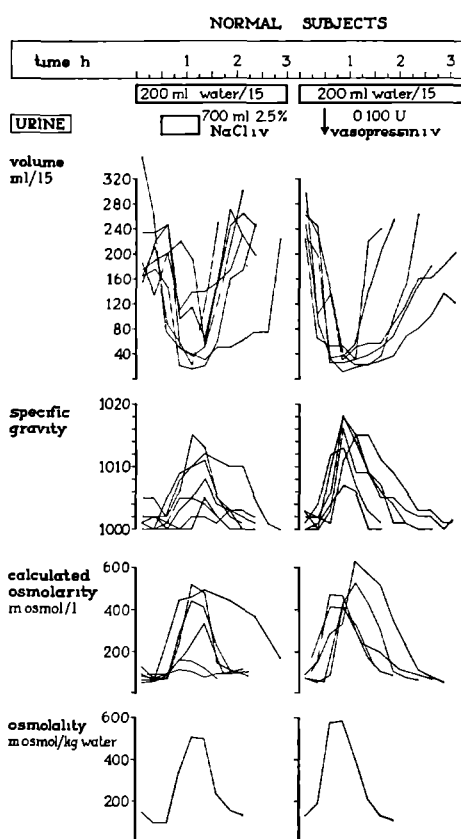 NORMAL SUBJECTS
time h 1 2 3 1 2 3
200 ml water/15 200 ml water/15
URINE 700 ml 2.5% NaCl iv 0 100 U vasopressin iv
volume
ml/15
320
280
240
200
160
120
80
40
specific
gravity
1020
1010
1000
calculated
osmolarity
m osmol/l
600
400
200
osmolality
m osmol/kg water
600
400
200